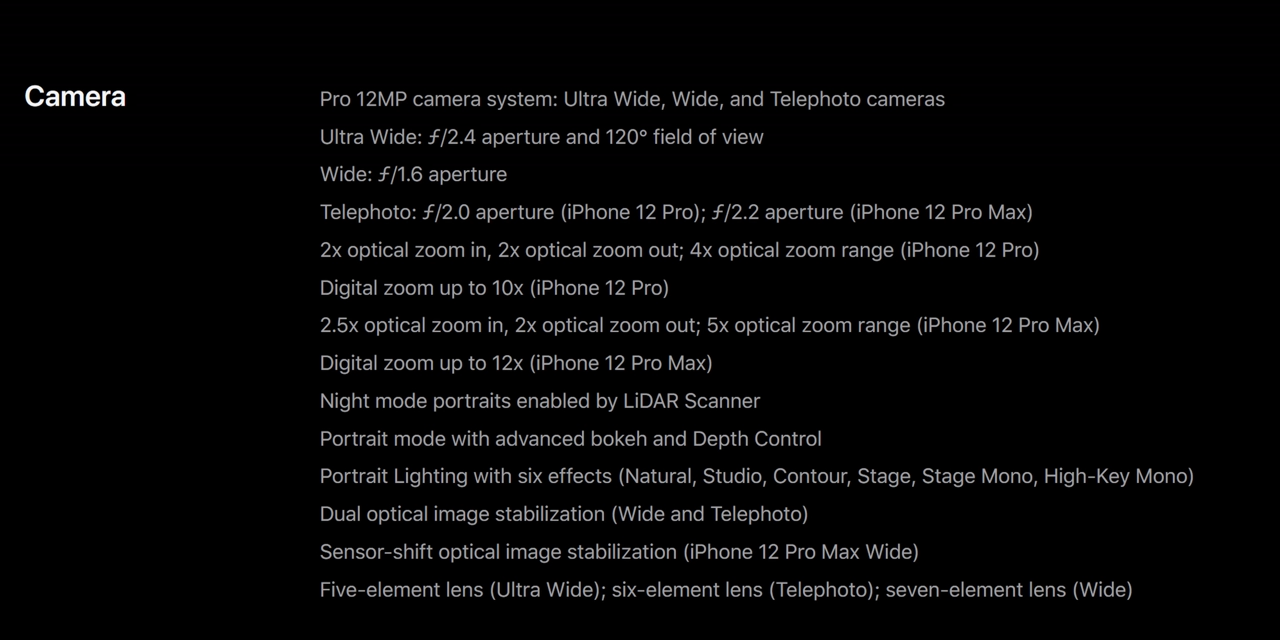 Camera
Pro 12MP camera system: Ultra Wide, Wide, and Telephoto cameras
Ultra Wide: ƒ/2.4 aperture and 120° field of view
Wide: ƒ/1.6 aperture
Telephoto: ƒ/2.0 aperture (iPhone 12 Pro); ƒ/2.2 aperture (iPhone 12 Pro Max)
2x optical zoom in, 2x optical zoom out; 4x optical zoom range (iPhone 12 Pro)
Digital zoom up to 10x (iPhone 12 Pro)
2.5x optical zoom in, 2x optical zoom out; 5x optical zoom range (iPhone 12 Pro Max)
Digital zoom up to 12x (iPhone 12 Pro Max)
Night mode portraits enabled by LiDAR Scanner
Portrait mode with advanced bokeh and Depth Control
Portrait Lighting with six effects (Natural, Studio, Contour, Stage, Stage Mono, High-Key Mono)
Dual optical image stabilization (Wide and Telephoto)
Sensor-shift optical image stabilization (iPhone 12 Pro Max Wide)
Five-element lens (Ultra Wide); six-element lens (Telephoto); seven-element lens (Wide)